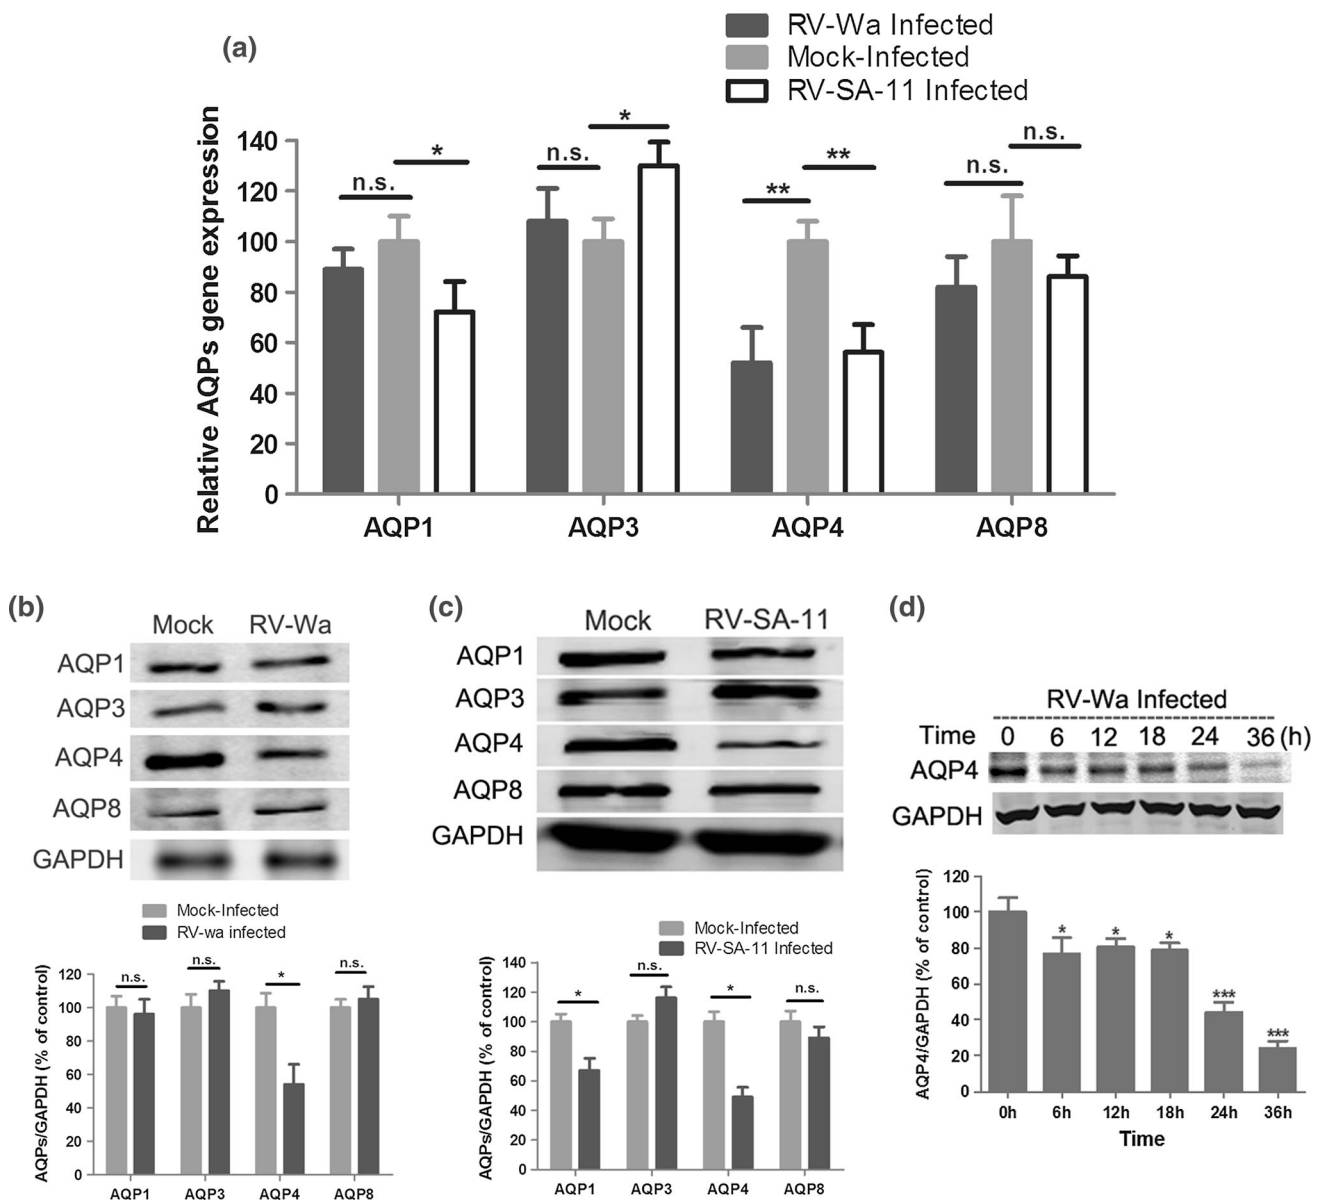 (a)
RV-Wa Infected
Mock-Infected
RV-SA-11 Infected
Relative AQPs gene expression
140
120
100
80
60
40
20
0
n.s.
*
n.s.
*
**
**
n.s.
n.s.
AQP1 AQP3 AQP4 AQP8
(b)
Mock RV-Wa
AQP1
AQP3
AQP4
AQP8
GAPDH
Mock-Infected
RV-wa infected
AQPs/GAPDH (% of control)
120
100
80
60
40
20
0
n.s. n.s. * n.s.
AQP1 AQP3 AQP4 AQP8
(c)
Mock RV-SA-11
AQP1
AQP3
AQP4
AQP8
GAPDH
Mock-Infected
RV-SA-11 Infected
AQPs/GAPDH (% of control)
140
120
100
80
60
40
20
0
* n.s. * n.s.
AQP1 AQP3 AQP4 AQP8
(d)
RV-Wa Infected
Time 0 6 12 18 24 36 (h)
AQP4
GAPDH
AQP4/GAPDH (% of control)
120
100
80
60
40
20
0
* * * *** ***
0h 6h 12h 18h 24h 36h
Time